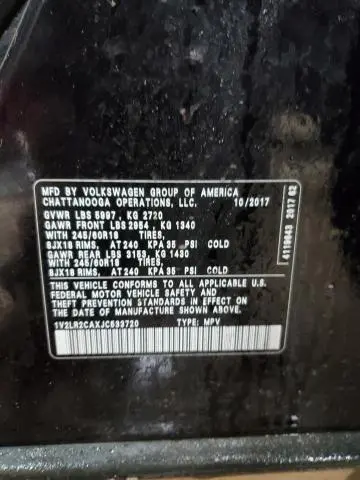 MFD BY VOLKSWAGEN GROUP OF AMERICA
CHATTANOOGA OPERATIONS, LLC. 10/2017
GVWR LBS 5997, KG 2720
GAWR FRONT LBS 2954, KG 1340
WITH 245/60R18 TIRES,
8JX18 RIMS, AT 240 KPA 35 PSI COLD
GAWR REAR LBS 3153, KG 1430
WITH 245/60R18 TIRES,
8JX18 RIMS, AT 240 KPA 35 PSI COLD
THIS VEHICLE CONFORMS TO ALL APPLICABLE U.S.
FEDERAL MOTOR VEHICLE SAFETY AND
THEFT PREVENTION STANDARDS IN EFFECT ON THE
DATE OF MANUFACTURE SHOWN ABOVE.
1V2LR2CAXJC533720 TYPE: MPV
41119643 2017 02